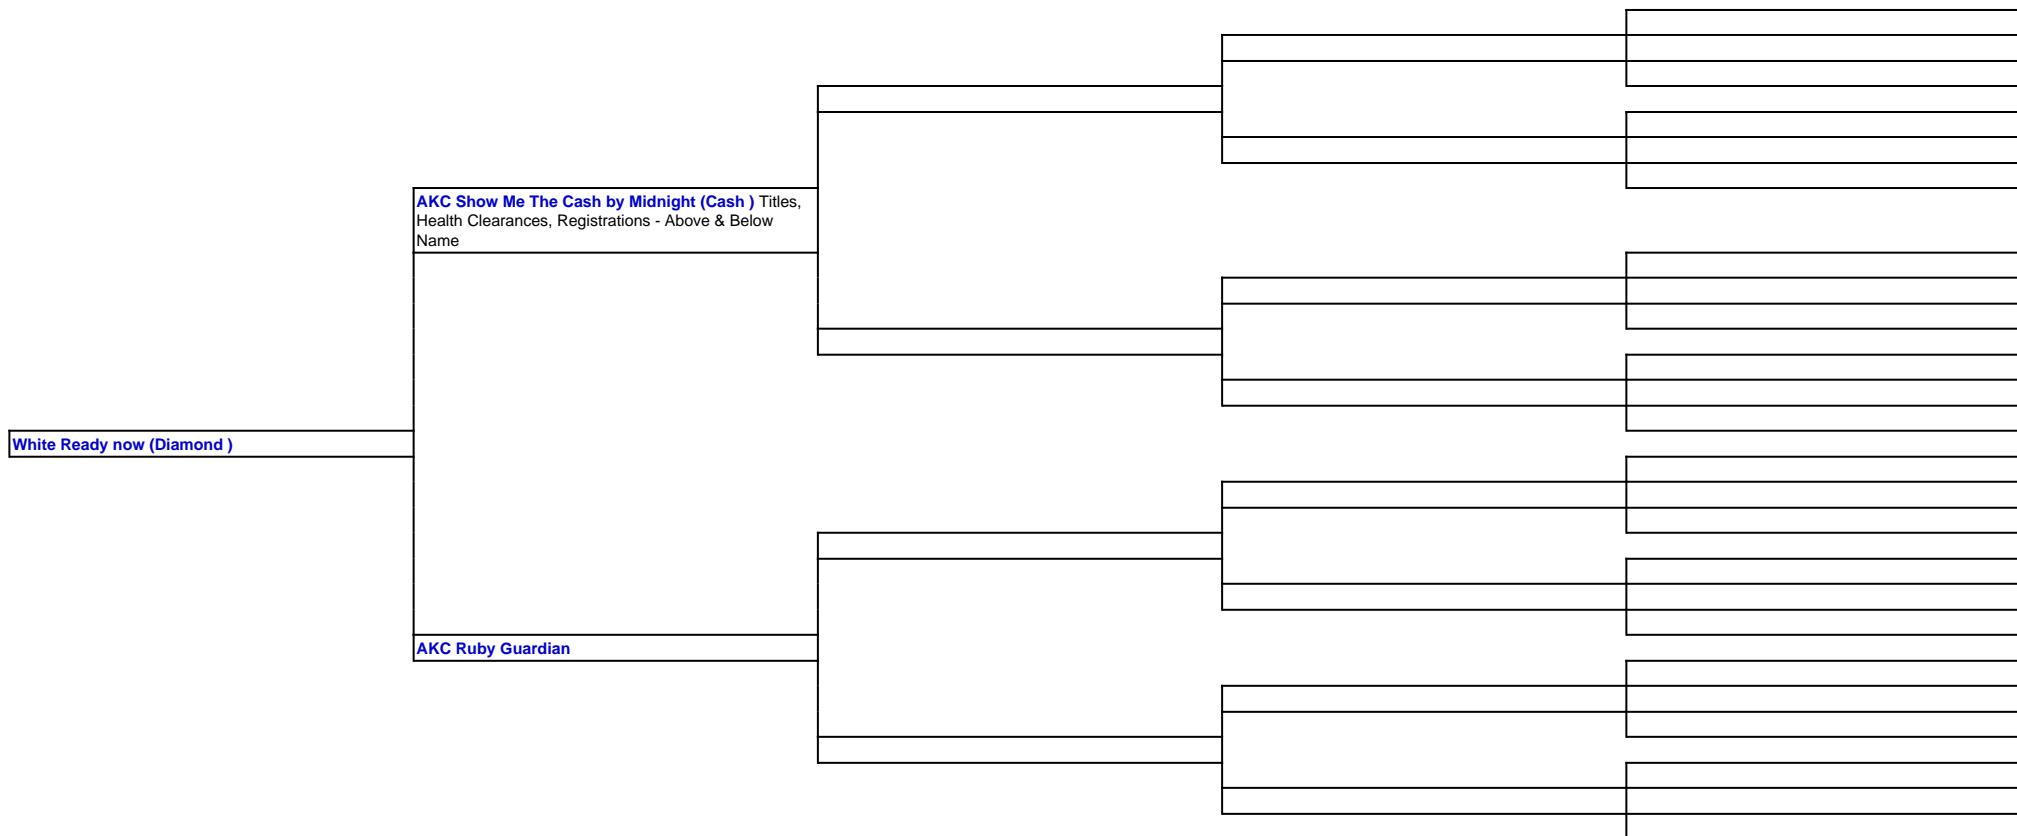 AKC Show Me The Cash by Midnight (Cash ) Titles,
Health Clearances, Registrations - Above & Below
Name
White Ready now (Diamond )
AKC Ruby Guardian